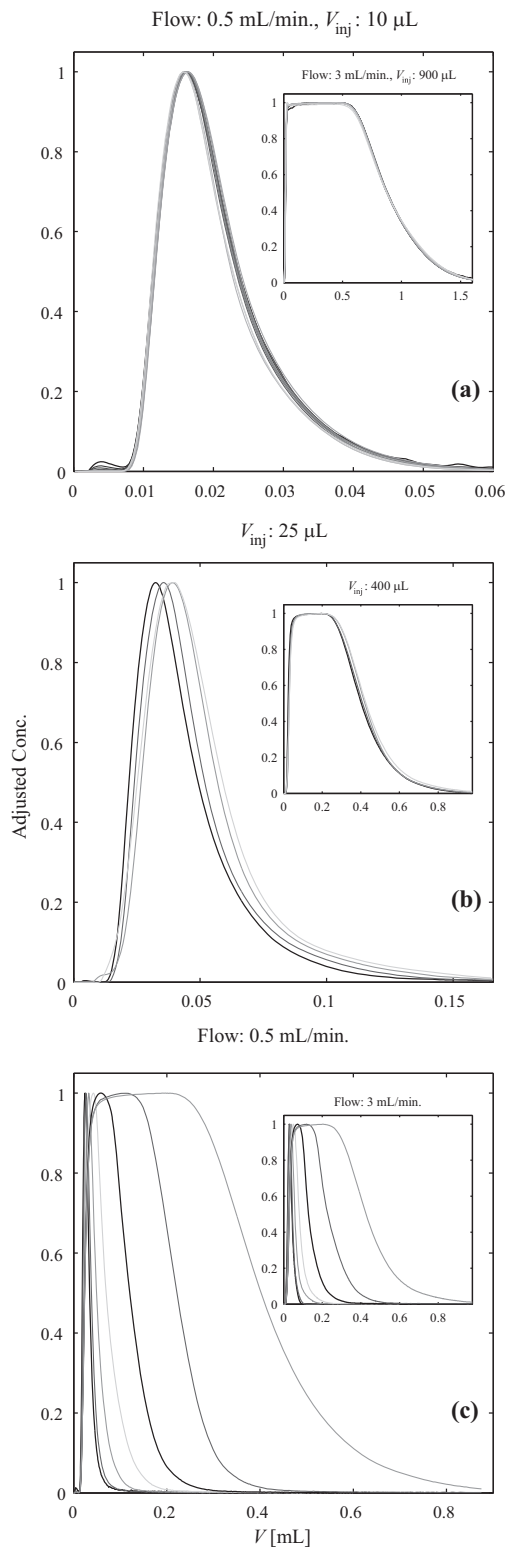 Flow: 0.5 mL/min., Vinj: 10 μL
Flow: 3 mL/min., Vinj: 900 μL
1
0.8
0.6
0.4
0.2
0
0 0.5 1 1.5
1
0.8
0.6
0.4
0.2
0
(a)
0 0.01 0.02 0.03 0.04 0.05 0.06
Vinj: 25 μL
Vinj: 400 μL
1
0.8
0.6
0.4
0.2
0
0 0.2 0.4 0.6 0.8
Adjusted Conc.
1
0.8
0.6
0.4
0.2
0
(b)
0 0.05 0.1 0.15
Flow: 0.5 mL/min.
Flow: 3 mL/min.
1
0.8
0.6
0.4
0.2
0
0 0.2 0.4 0.6 0.8
1
0.8
0.6
0.4
0.2
0
(c)
0 0.2 0.4 0.6 0.8
V [mL]